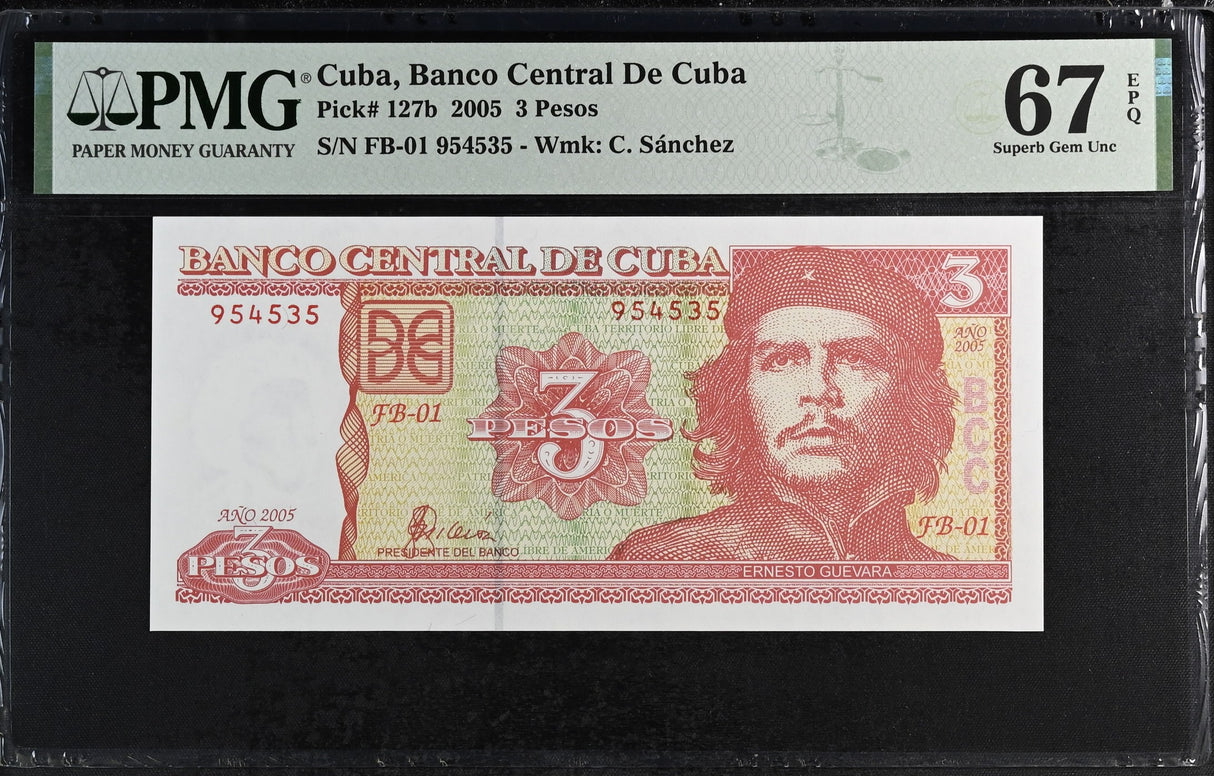 PMG®
PAPER MONEY GUARANTY
Cuba, Banco Central De Cuba
Pick# 127b 2005 3 Pesos
S/N FB-01 954535 - Wmk: C. Sánchez
67
EPQ
Superb Gem Unc
BANCO CENTRAL DE CUBA
3
954535
954535
AÑO
2005
BCC
FB-01
3
PESOS
AÑO 2005
3
PESOS
PRESIDENTE DEL BANCO
FB-01
ERNESTO GUEVARA